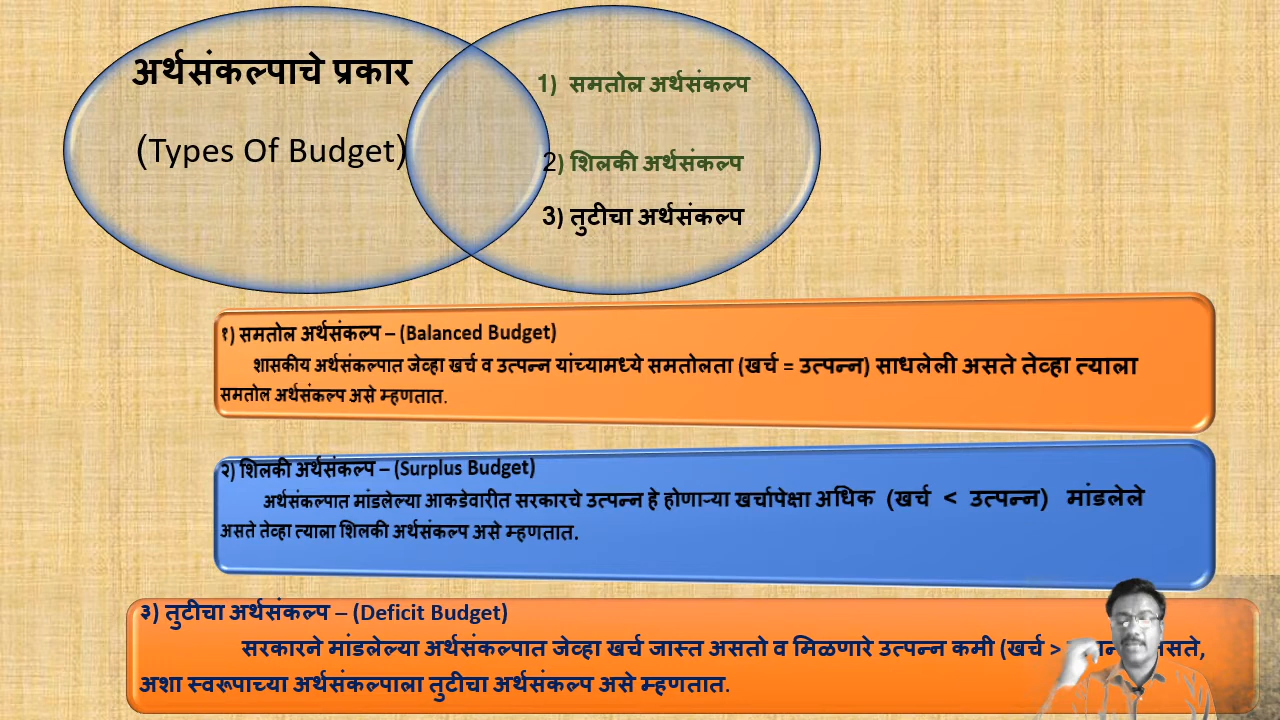 अर्थसंकल्पाचे प्रकार
(Types Of Budget)
1) समतोल अर्थसंकल्प
2) शिलकी अर्थसंकल्प
3) तुटीचा अर्थसंकल्प
१) समतोल अर्थसंकल्प – (Balanced Budget)
शासकीय अर्थसंकल्पात जेव्हा खर्च व उत्पन्न यांच्यामध्ये समतोलता (खर्च = उत्पन्न) साधलेली असते तेव्हा त्याला
समतोल अर्थसंकल्प असे म्हणतात.
२) शिलकी अर्थसंकल्प – (Surplus Budget)
अर्थसंकल्पात मांडलेल्या आकडेवारीत सरकारचे उत्पन्न हे होणाऱ्या खर्चापेक्षा अधिक (खर्च < उत्पन्न) मांडलेले
असते तेव्हा त्याला शिलकी अर्थसंकल्प असे म्हणतात.
३) तुटीचा अर्थसंकल्प – (Deficit Budget)
सरकारने मांडलेल्या अर्थसंकल्पात जेव्हा खर्च जास्त असतो व मिळणारे उत्पन्न कमी (खर्च >
अशा स्वरूपाच्या अर्थसंकल्पाला तुटीचा अर्थसंकल्प असे म्हणतात.